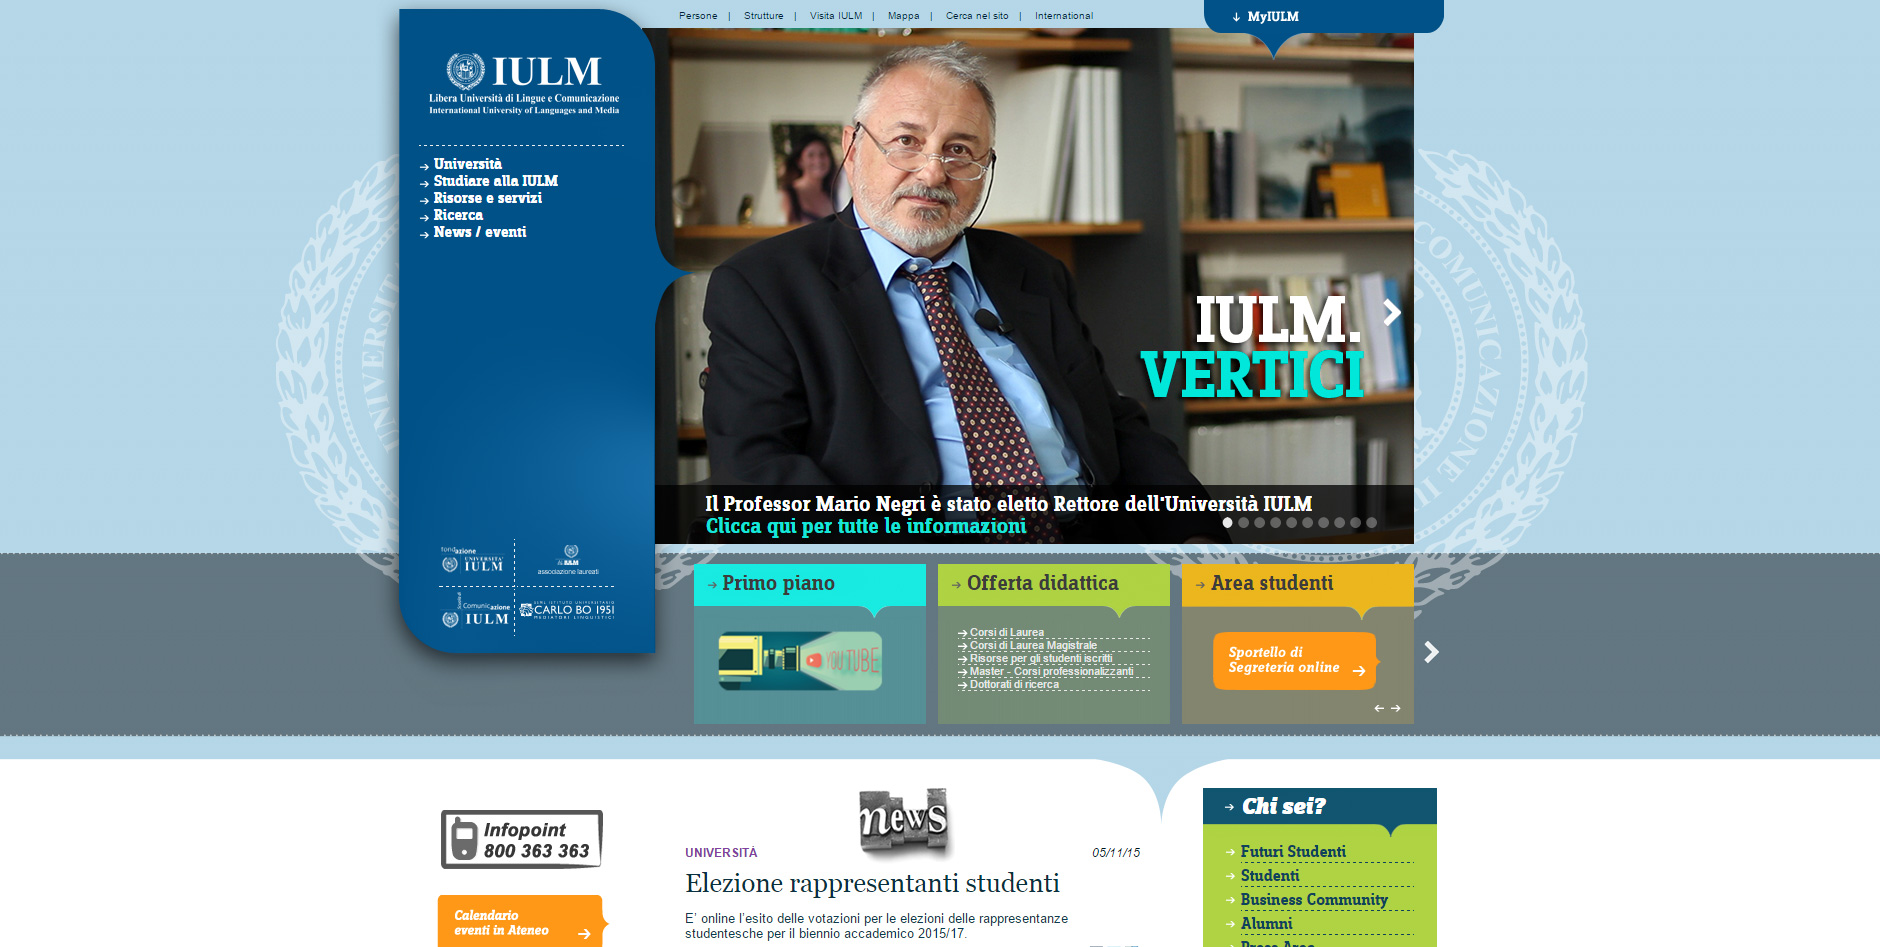 Persone | Strutture | Visita IULM | Mappa | Cerca nel sito | International
MyIULM
IULM
Libera Università di Lingue e Comunicazione
International University of Languages and Media
Università
Studiare alla IULM
Risorse e servizi
Ricerca
News / eventi
IULM.
VERTICI
Il Professor Mario Negri è stato eletto Rettore dell'Università IULM
Clicca qui per tutte le informazioni
fondazione
UNIVERSITA'
IULM
IULM
associazione laureati
Comunicazione
IULM
CARLO BO 1951
MEDIATORI LINGUISTICI
Primo piano
YOUTUBE
Offerta didattica
Corsi di Laurea
Corsi di Laurea Magistrale
Risorse per gli studenti iscritti
Master - Corsi professionalizzanti
Dottorati di ricerca
Area studenti
Sportello di
Segreteria online
Infopoint
800 363 363
Calendario
eventi in Ateneo
news
UNIVERSITÀ
05/11/15
Elezione rappresentanti studenti
E' online l'esito delle votazioni per le elezioni delle rappresentanze
studentesche per il biennio accademico 2015/17.
Chi sei?
Futuri Studenti
Studenti
Business Community
Alumni
Press Area